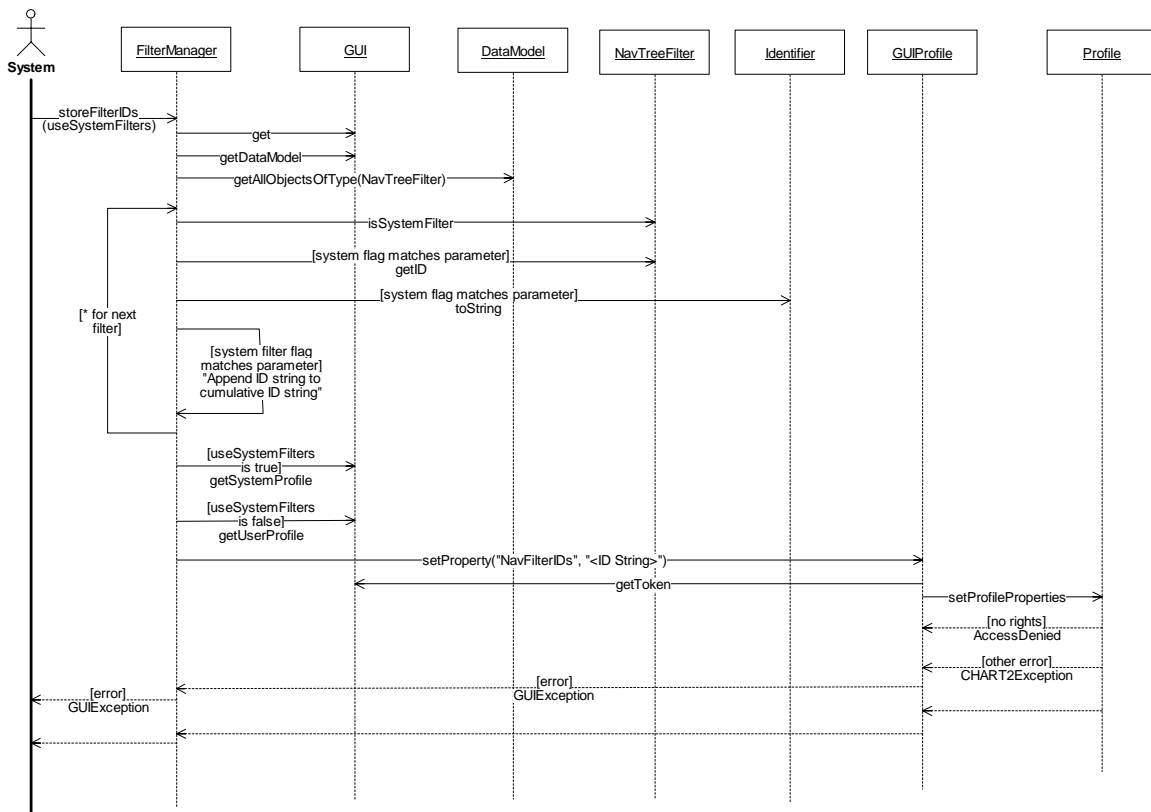 System
FilterManager
GUI
DataModel
NavTreeFilter
Identifier
GUIProfile
Profile
storeFilterIDs
(useSystemFilters)
get
getDataModel
getAllObjectsOfType(NavTreeFilter)
isSystemFilter
[system flag matches parameter]
getID
[system flag matches parameter]
toString
[* for next
filter]
[system filter flag
matches parameter]
"Append ID string to
cumulative ID string"
[useSystemFilters
is true]
getSystemProfile
[useSystemFilters
is false]
getUserProfile
setProperty("NavFilterIDs", "<ID String>")
getToken
setProfileProperties
[no rights]
AccessDenied
[other error]
CHART2Exception
[error]
GUIException
[error]
GUIException